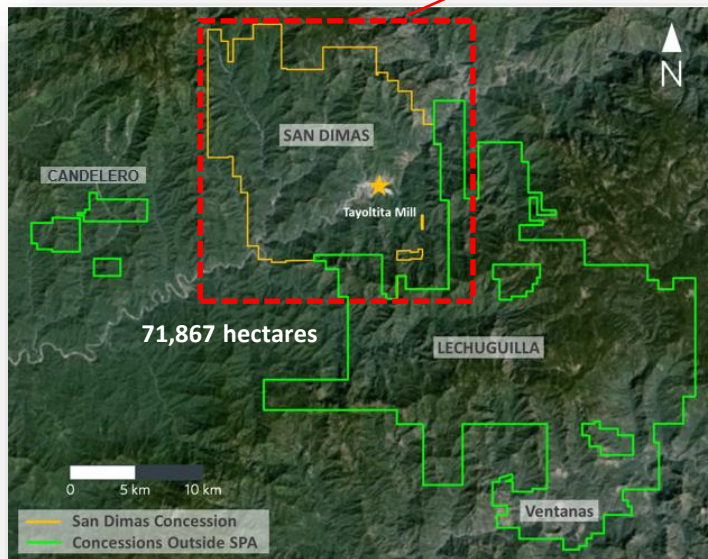 N
SAN DIMAS
CANDELERO
Tayoltita Mill
71,867 hectares
LECHUGUILLA
0 5 km 10 km
Ventanas
San Dimas Concession
Concessions Outside SPA